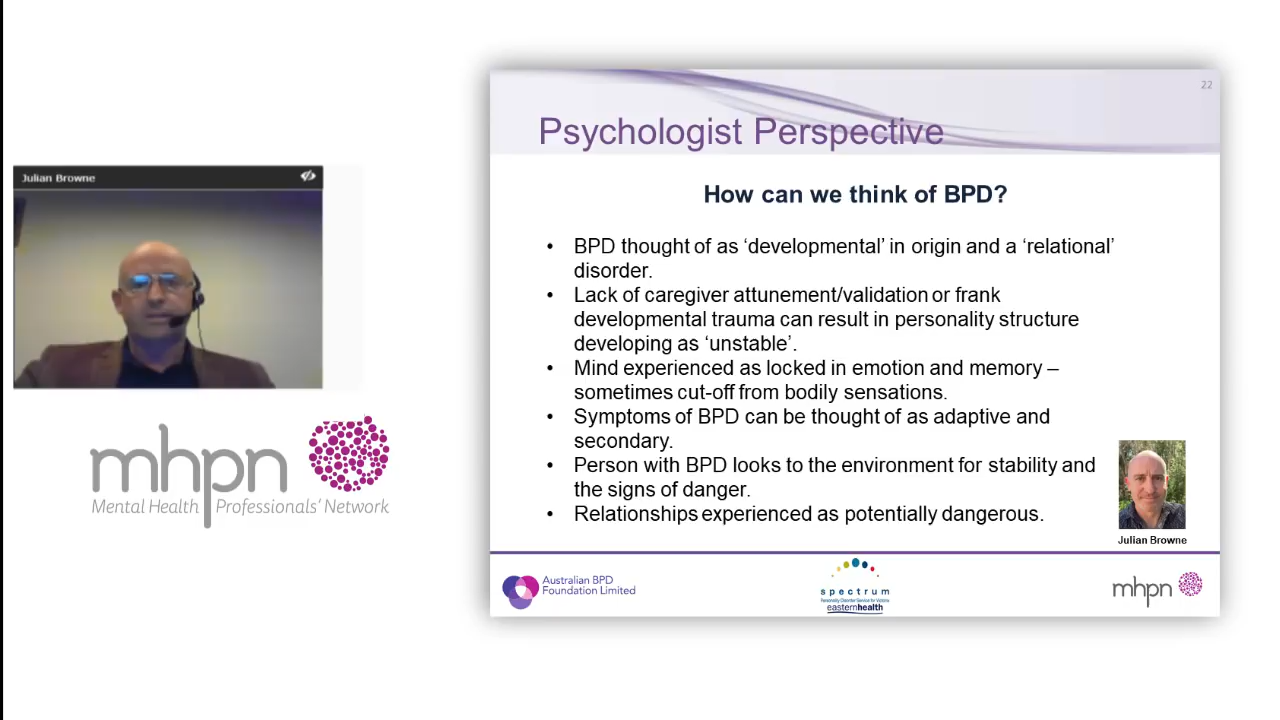 Julian Browne
mhpn
Mental Health Professionals' Network
22
Psychologist Perspective
How can we think of BPD?
• BPD thought of as ‘developmental’ in origin and a ‘relational’
disorder.
• Lack of caregiver attunement/validation or frank
developmental trauma can result in personality structure
developing as ‘unstable’.
• Mind experienced as locked in emotion and memory –
sometimes cut-off from bodily sensations.
• Symptoms of BPD can be thought of as adaptive and
secondary.
• Person with BPD looks to the environment for stability and
the signs of danger.
• Relationships experienced as potentially dangerous.
Julian Browne
Australian BPD
Foundation Limited
spectrum
Personality Disorder Service for Victoria
easternhealth
mhpn